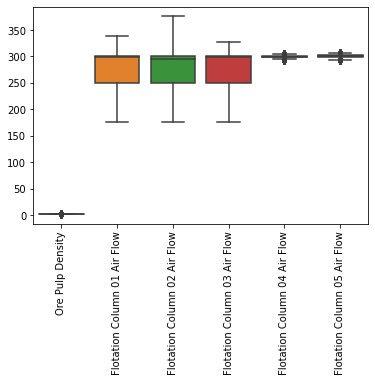 350
300
250
200
150
100
50
0
Ore Pulp Density
Flotation Column 01 Air Flow
Flotation Column 02 Air Flow
Flotation Column 03 Air Flow
Flotation Column 04 Air Flow
Flotation Column 05 Air Flow